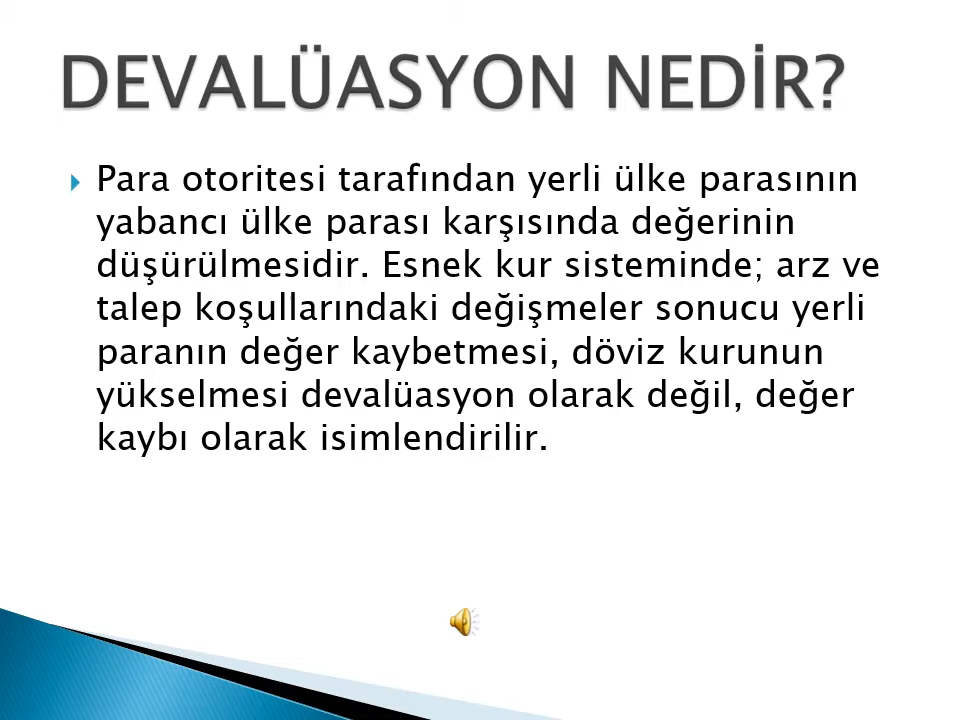 DEVALÜASYON NEDİR?
Para otoritesi tarafından yerli ülke parasının
yabancı ülke parası karşısında değerinin
düşürülmesidir. Esnek kur sisteminde; arz ve
talep koşullarındaki değişmeler sonucu yerli
paranın değer kaybetmesi, döviz kurunun
yükselmesi devalüasyon olarak değil, değer
kaybı olarak isimlendirilir.